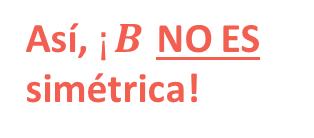 Así, ¡B NO ES
simétrica!